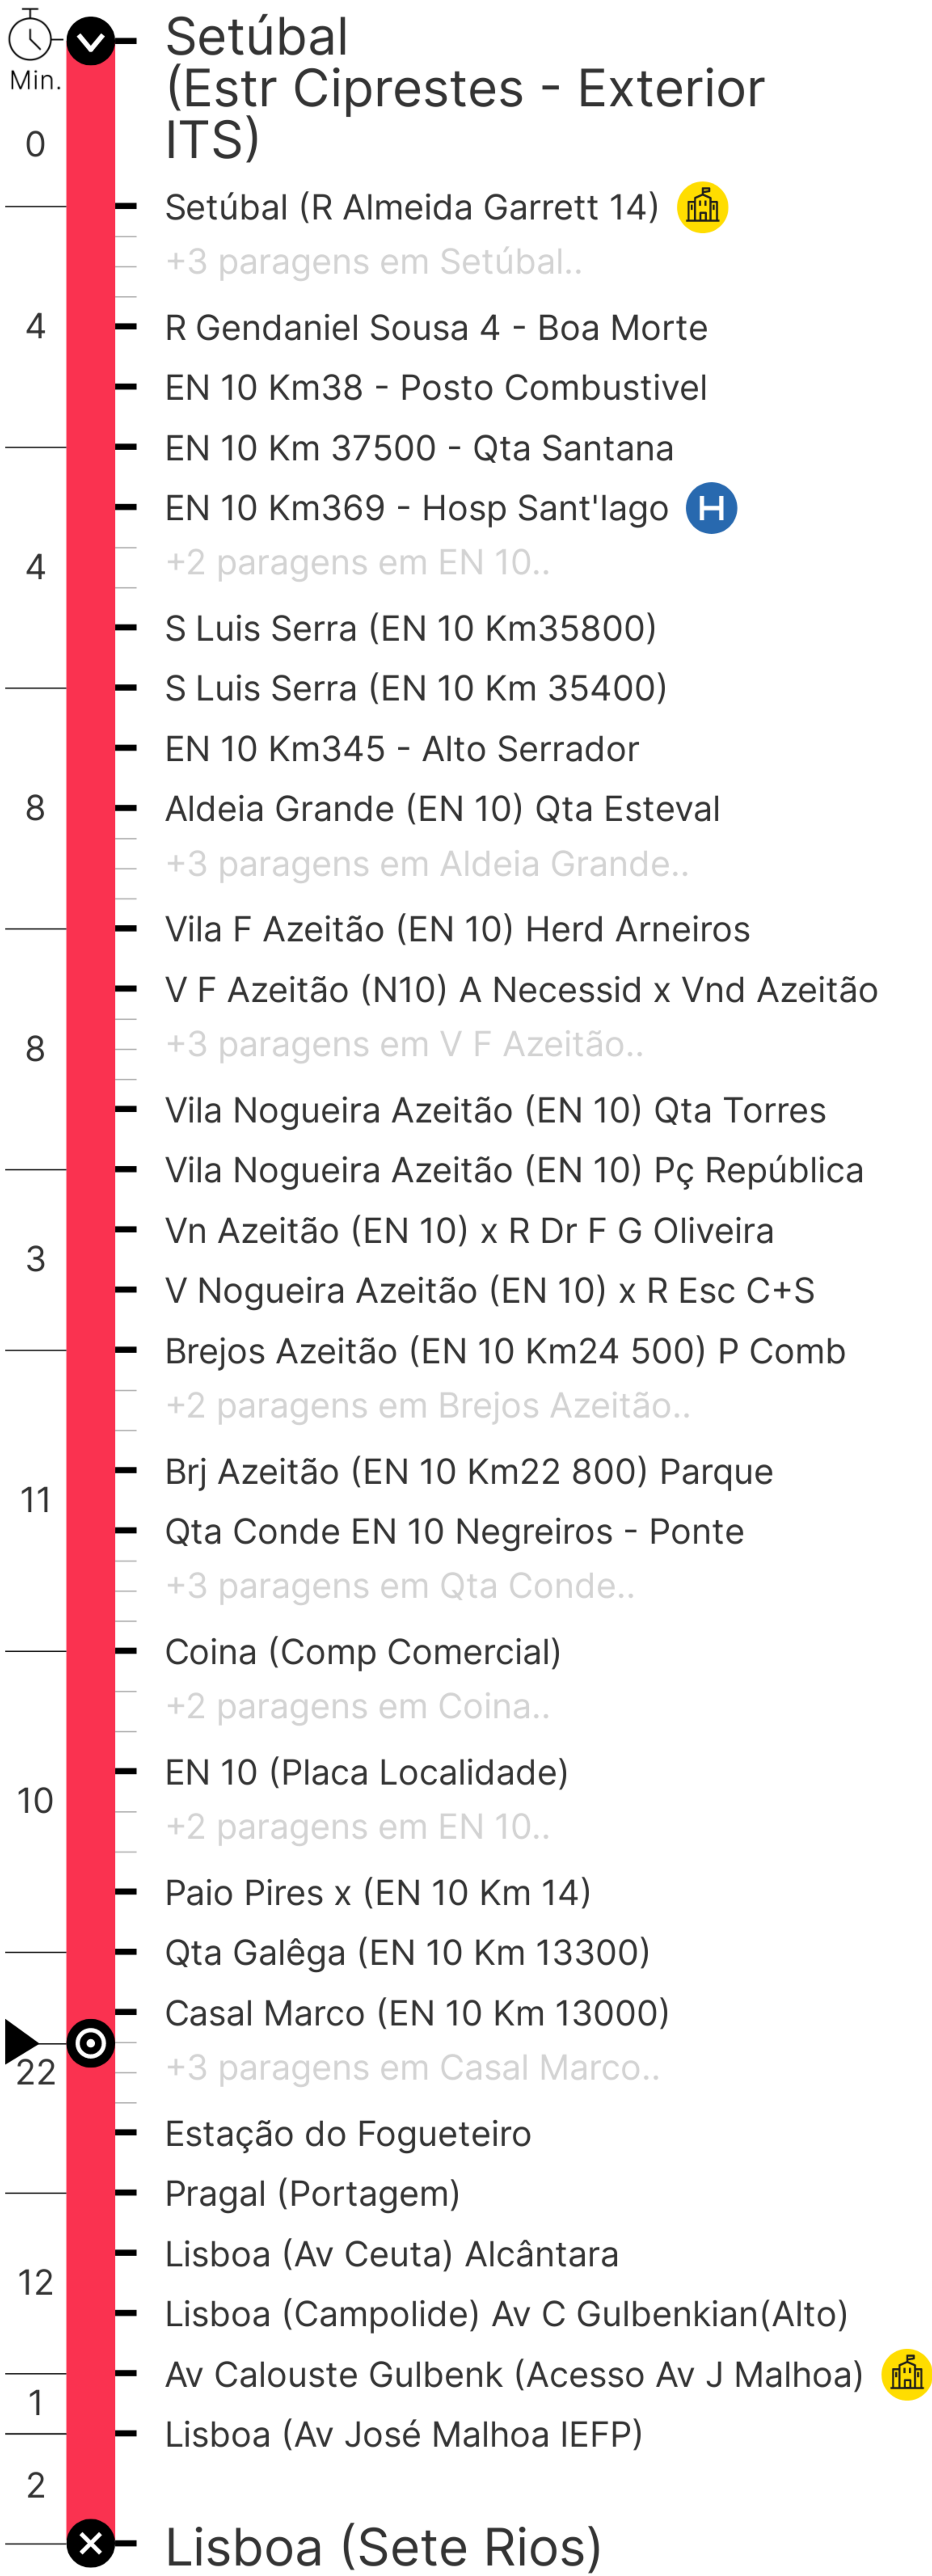 Setúbal
(Estr Ciprestes - Exterior
ITS)
Min.
0
Setúbal (R Almeida Garrett 14)
+3 paragens em Setúbal..
4
R Gendaniel Sousa 4 - Boa Morte
EN 10 Km38 - Posto Combustivel
EN 10 Km 37500 - Qta Santana
EN 10 Km369 - Hosp Sant'Iago H
+2 paragens em EN 10..
4
S Luis Serra (EN 10 Km35800)
S Luis Serra (EN 10 Km 35400)
EN 10 Km345 - Alto Serrador
8
Aldeia Grande (EN 10) Qta Esteval
+3 paragens em Aldeia Grande..
Vila F Azeitão (EN 10) Herd Arneiros
V F Azeitão (N10) A Necessid x Vnd Azeitão
8
+3 paragens em V F Azeitão..
Vila Nogueira Azeitão (EN 10) Qta Torres
Vila Nogueira Azeitão (EN 10) Pç República
Vn Azeitão (EN 10) x R Dr F G Oliveira
3
V Nogueira Azeitão (EN 10) x R Esc C+S
Brejos Azeitão (EN 10 Km24 500) P Comb
+2 paragens em Brejos Azeitão..
Brj Azeitão (EN 10 Km22 800) Parque
11
Qta Conde EN 10 Negreiros - Ponte
+3 paragens em Qta Conde..
Coina (Comp Comercial)
+2 paragens em Coina..
EN 10 (Placa Localidade)
10
+2 paragens em EN 10..
Paio Pires x (EN 10 Km 14)
Qta Galêga (EN 10 Km 13300)
Casal Marco (EN 10 Km 13000)
22
+3 paragens em Casal Marco..
Estação do Fogueteiro
Pragal (Portagem)
Lisboa (Av Ceuta) Alcântara
12
Lisboa (Campolide) Av C Gulbenkian(Alto)
Av Calouste Gulbenk (Acesso Av J Malhoa)
1
Lisboa (Av José Malhoa IEFP)
2
Lisboa (Sete Rios)